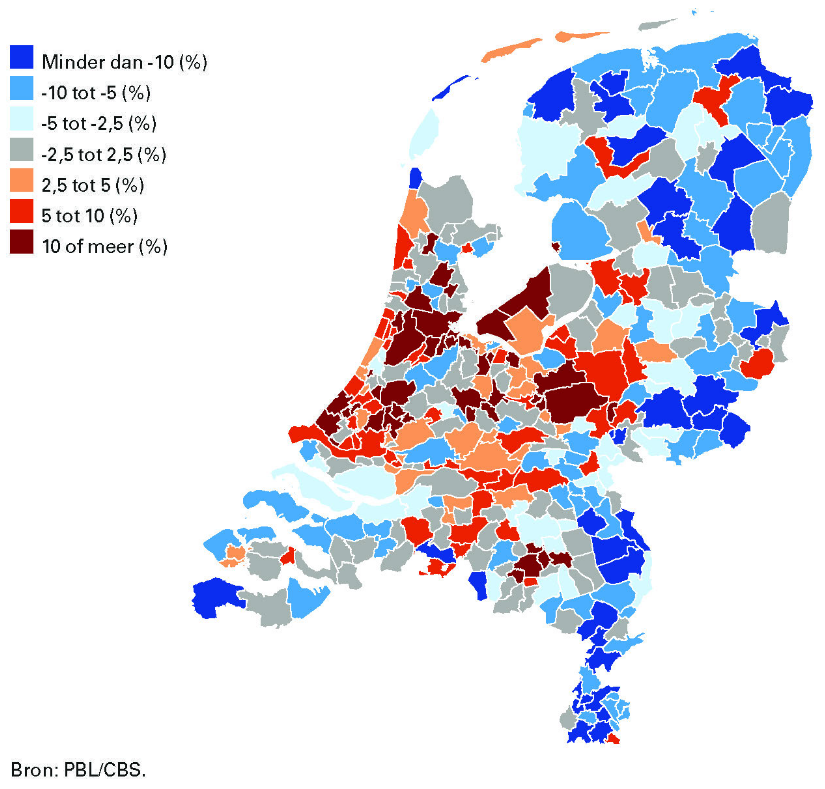 Minder dan -10 (%)
-10 tot -5 (%)
-5 tot -2,5 (%)
-2,5 tot 2,5 (%)
2,5 tot 5 (%)
5 tot 10 (%)
10 of meer (%)
Bron: PBL/CBS.